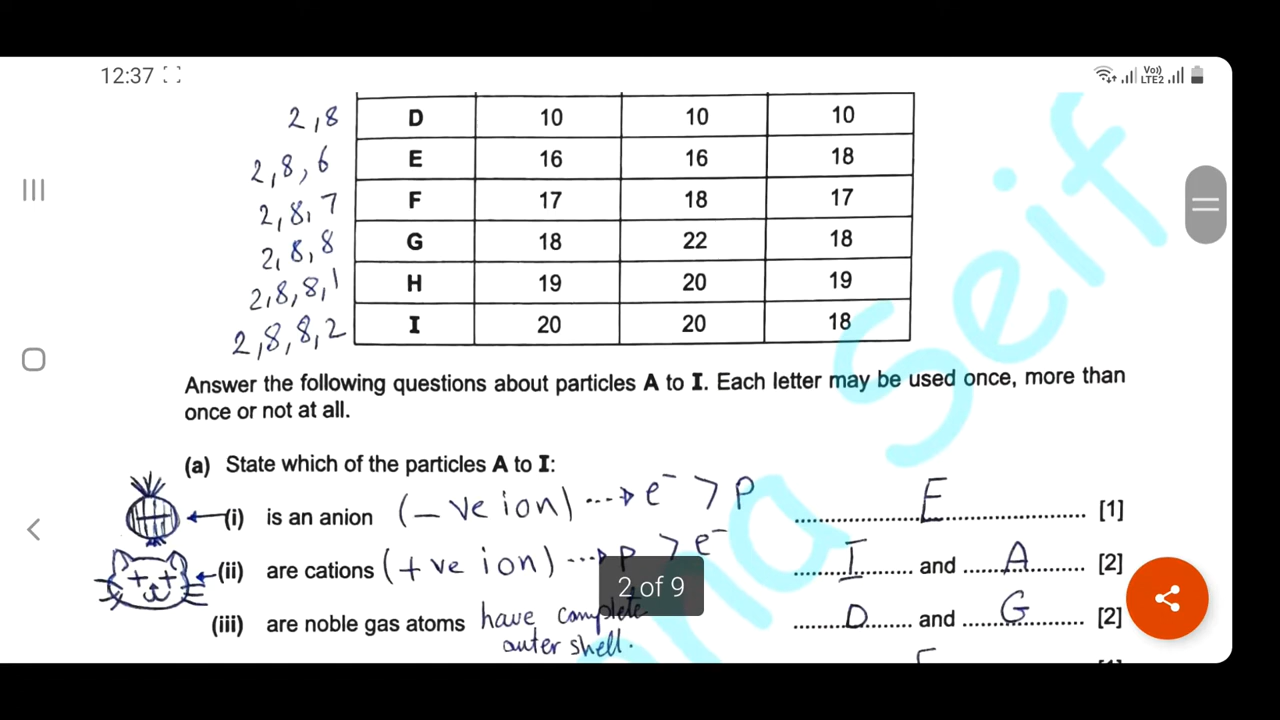 12:37 Vo) LTE2
2,8 D 10 10 10
2,8,6 E 16 16 18
2,8,7 F 17 18 17
2,8,8 G 18 22 18
2,8,8,1 H 19 20 19
2,8,8,2 I 20 20 18
Answer the following questions about particles A to I. Each letter may be used once, more than
once or not at all.
(a) State which of the particles A to I:
(i) is an anion (– ve ion) e⁻ > p E [1]
(ii) are cations (+ ve ion) p > e⁻ I and A [2]
2 of 9
(iii) are noble gas atoms have complete D and G [2]
outer shell.
Seif